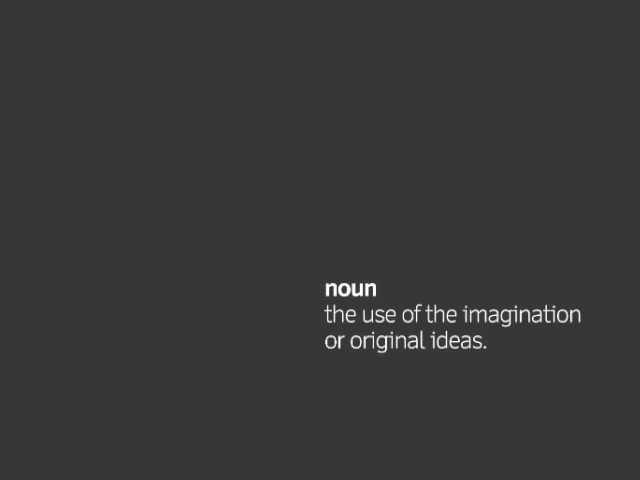 noun
the use of the imagination
or original ideas.